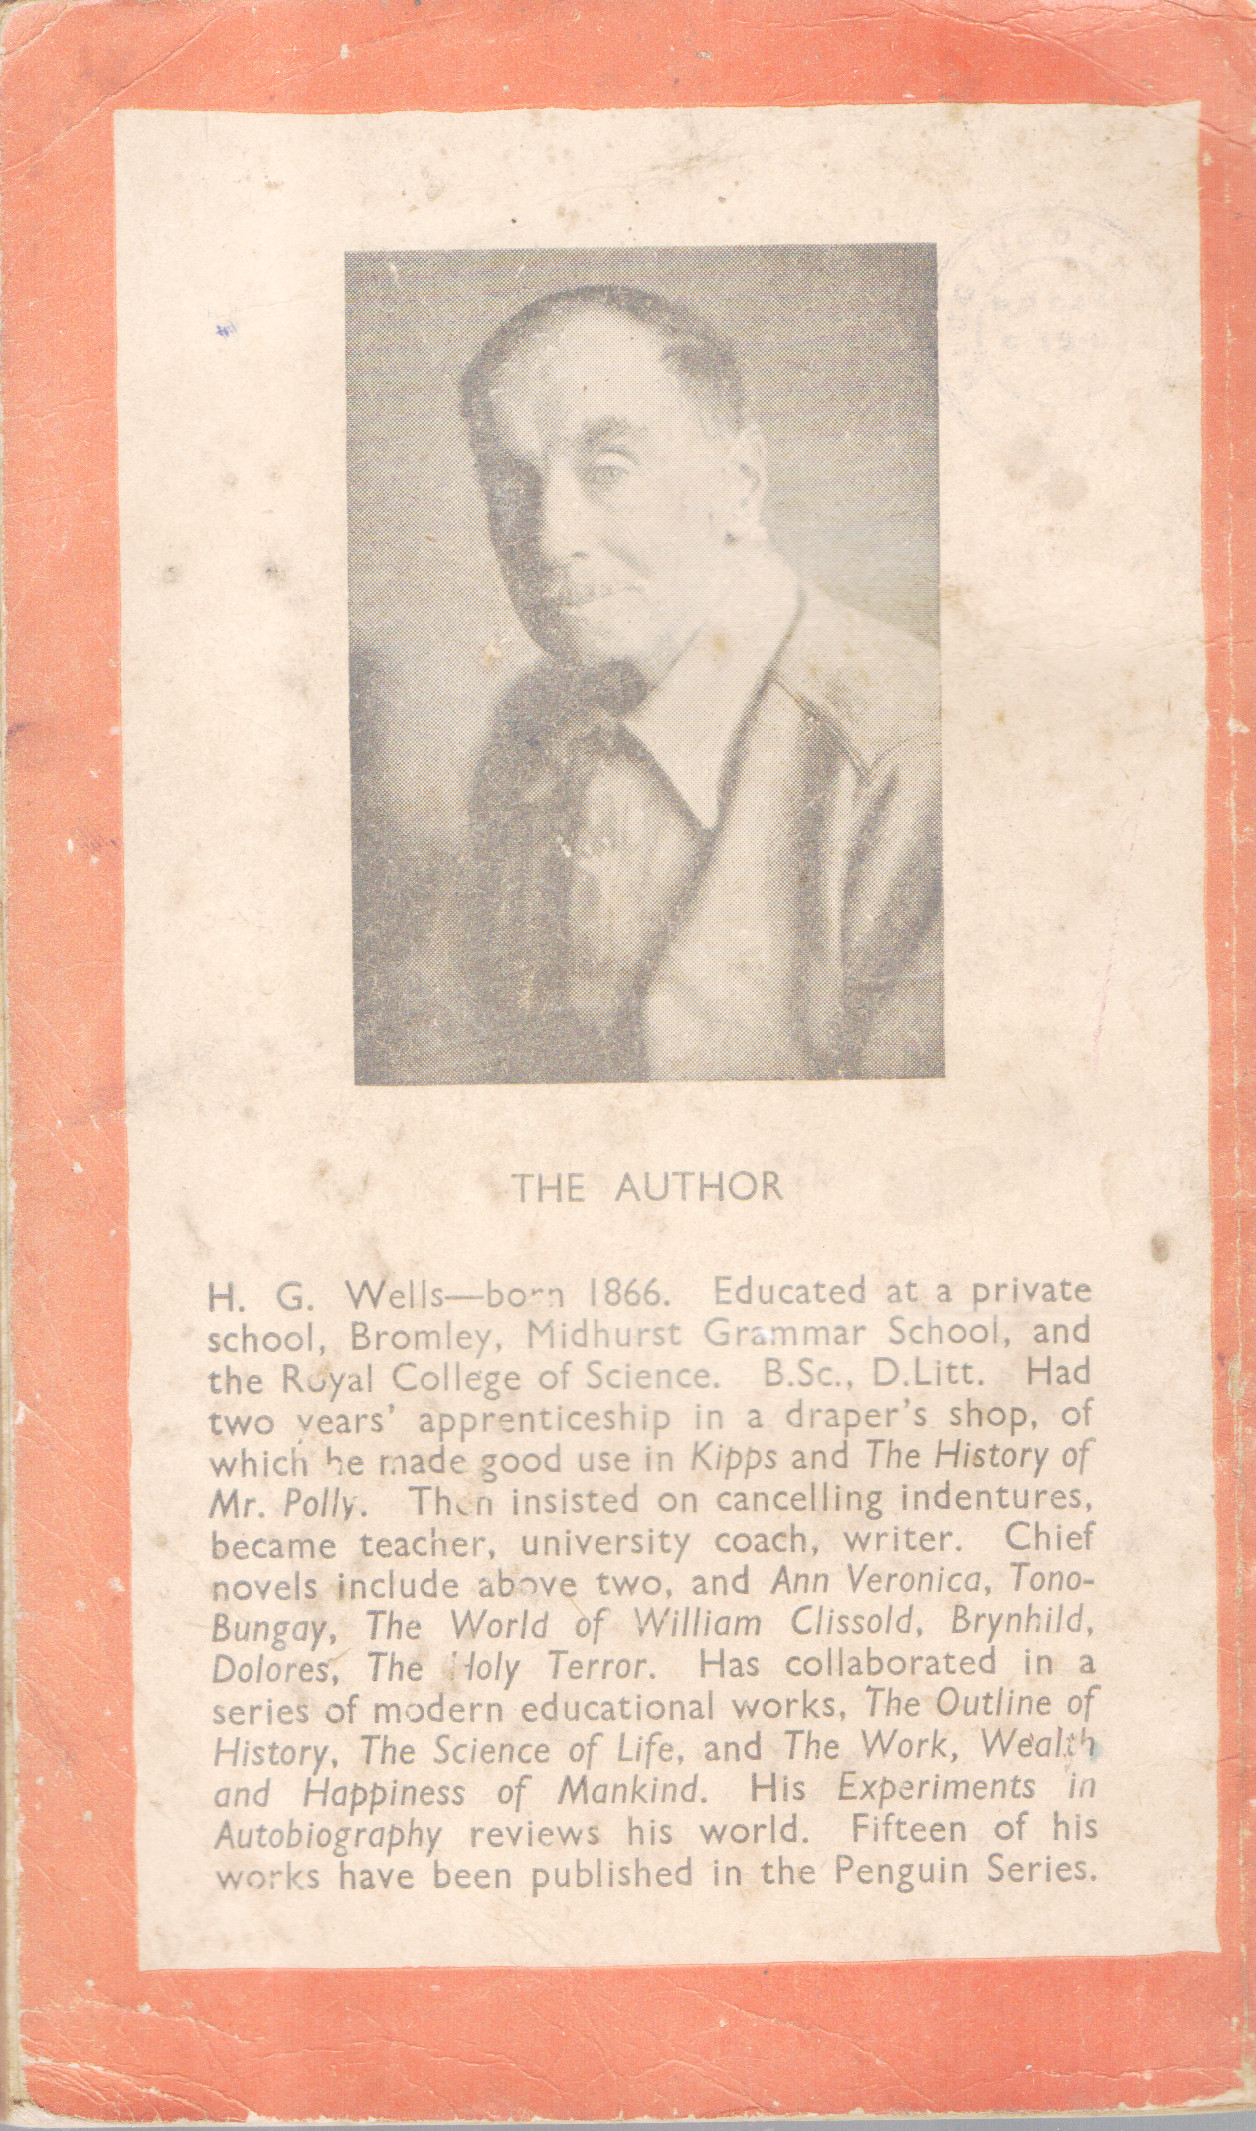 THE AUTHOR
H. G. Wells—born 1866. Educated at a private
school, Bromley, Midhurst Grammar School, and
the Royal College of Science. B.Sc., D.Litt. Had
two years' apprenticeship in a draper's shop, of
which he made good use in Kipps and The History of
Mr. Polly. Then insisted on cancelling indentures,
became teacher, university coach, writer. Chief
novels include above two, and Ann Veronica, Tono-
Bungay, The World of William Clissold, Brynhild,
Dolores, The Holy Terror. Has collaborated in a
series of modern educational works, The Outline of
History, The Science of Life, and The Work, Wealth
and Happiness of Mankind. His Experiments in
Autobiography reviews his world. Fifteen of his
works have been published in the Penguin Series.